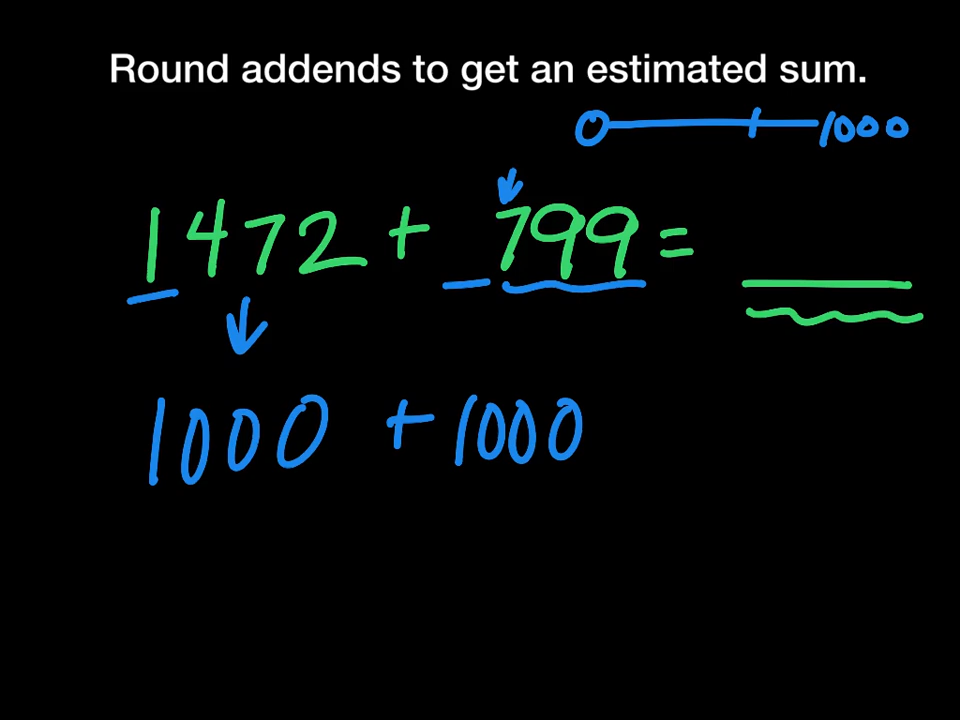 Round addends to get an estimated sum.
0 1000
1472 + 799 =
1000 + 1000